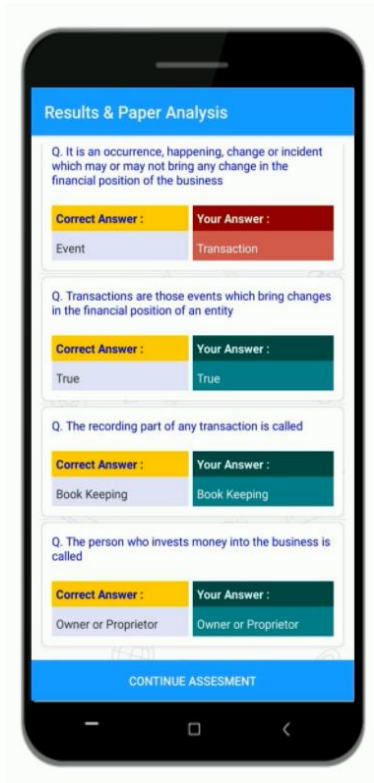 Results & Paper Analysis
Q. It is an occurrence, happening, change or incident
which may or may not bring any change in the
financial position of the business
Correct Answer :
Your Answer :
Event
Transaction
Q. Transactions are those events which bring changes
in the financial position of an entity
Correct Answer :
Your Answer :
True
True
Q. The recording part of any transaction is called
Correct Answer :
Your Answer :
Book Keeping
Book Keeping
Q. The person who invests money into the business is
called
Correct Answer :
Your Answer :
Owner or Proprietor
Owner or Proprietor
CONTINUE ASSESMENT